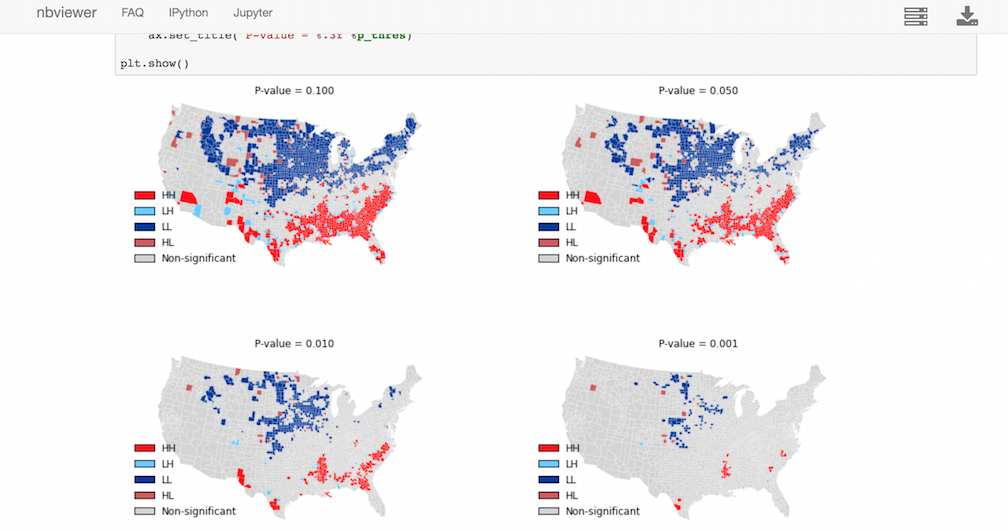 nbviewer FAQ IPython Jupyter
ax.set_title( P-value = %.3f %p_thres)
plt.show()
P-value = 0.100
P-value = 0.050
HH
LH
LL
HL
Non-significant
HH
LH
LL
HL
Non-significant
P-value = 0.010
P-value = 0.001
HH
LH
LL
HL
Non-significant
HH
LH
LL
HL
Non-significant